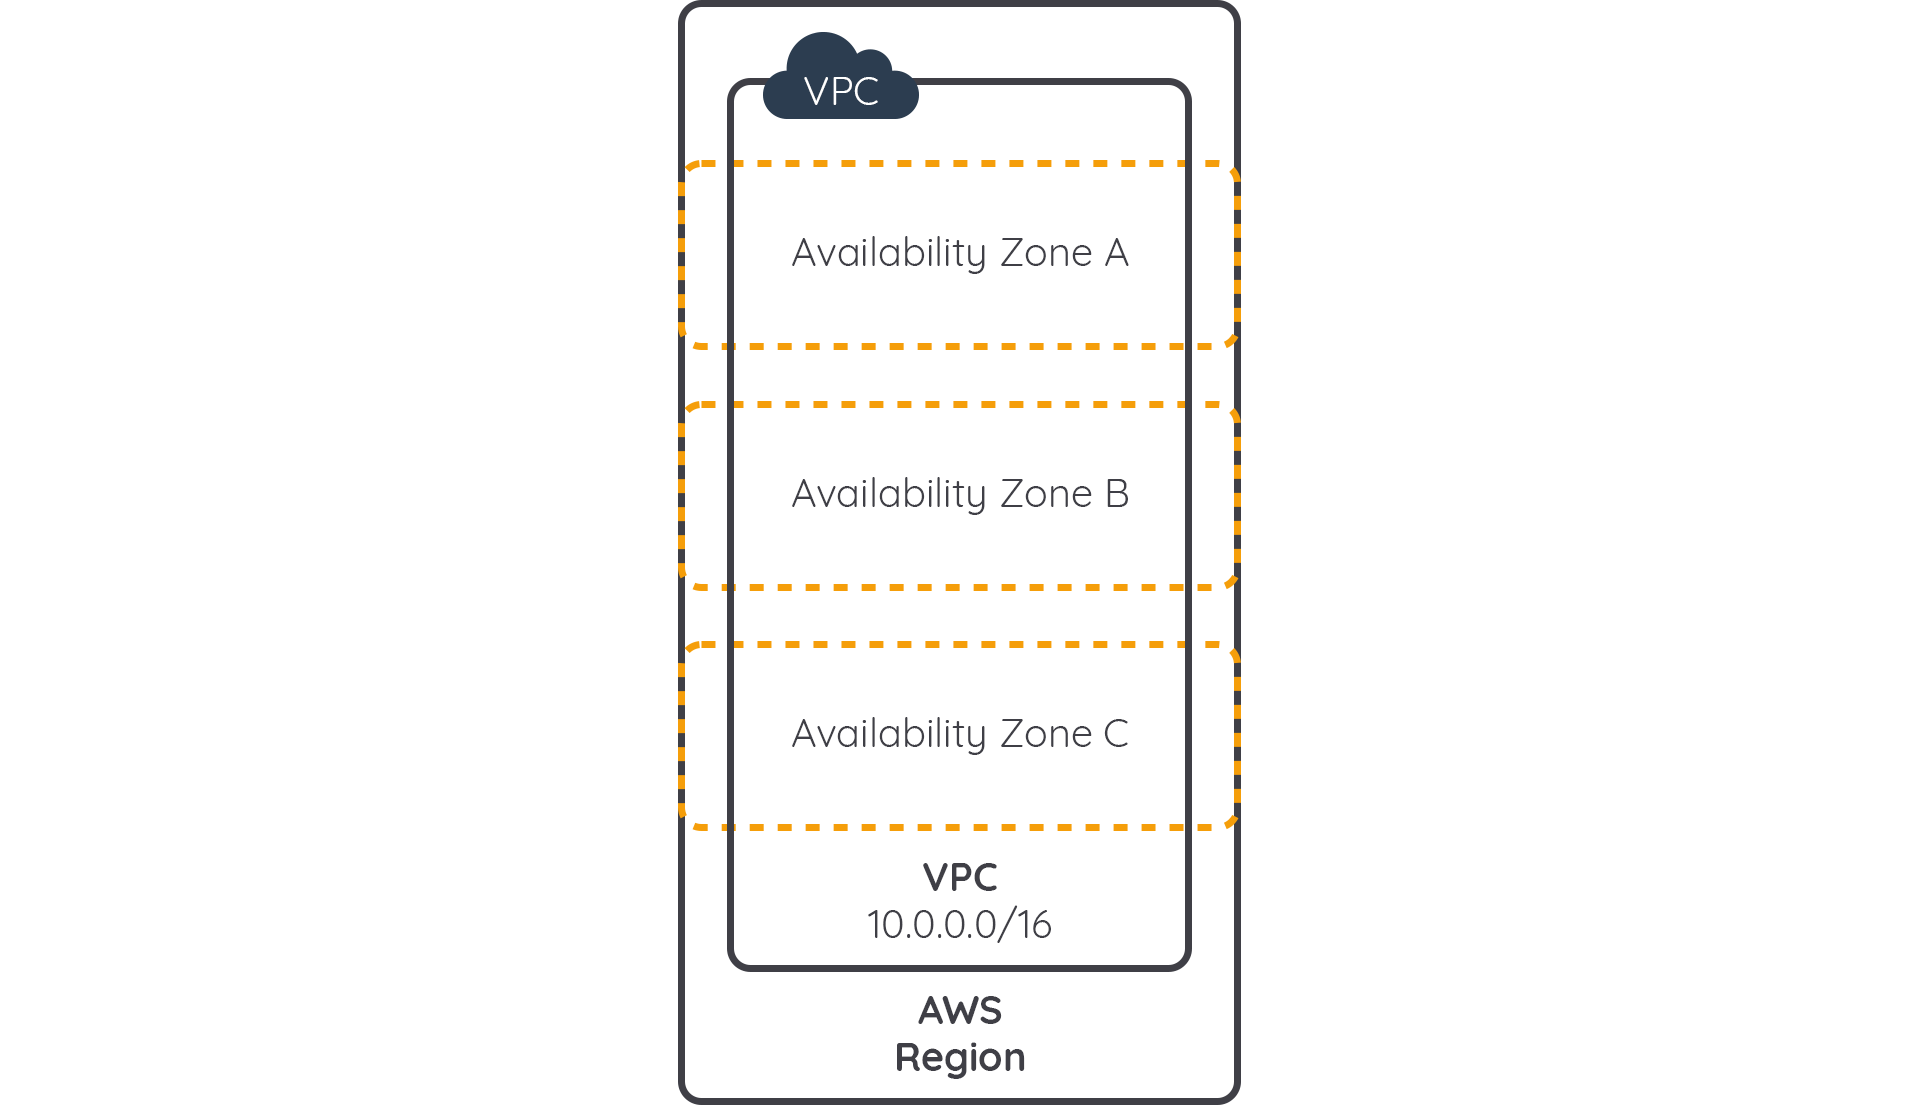 VPC
Availability Zone A
Availability Zone B
Availability Zone C
VPC
10.0.0.0/16
AWS
Region